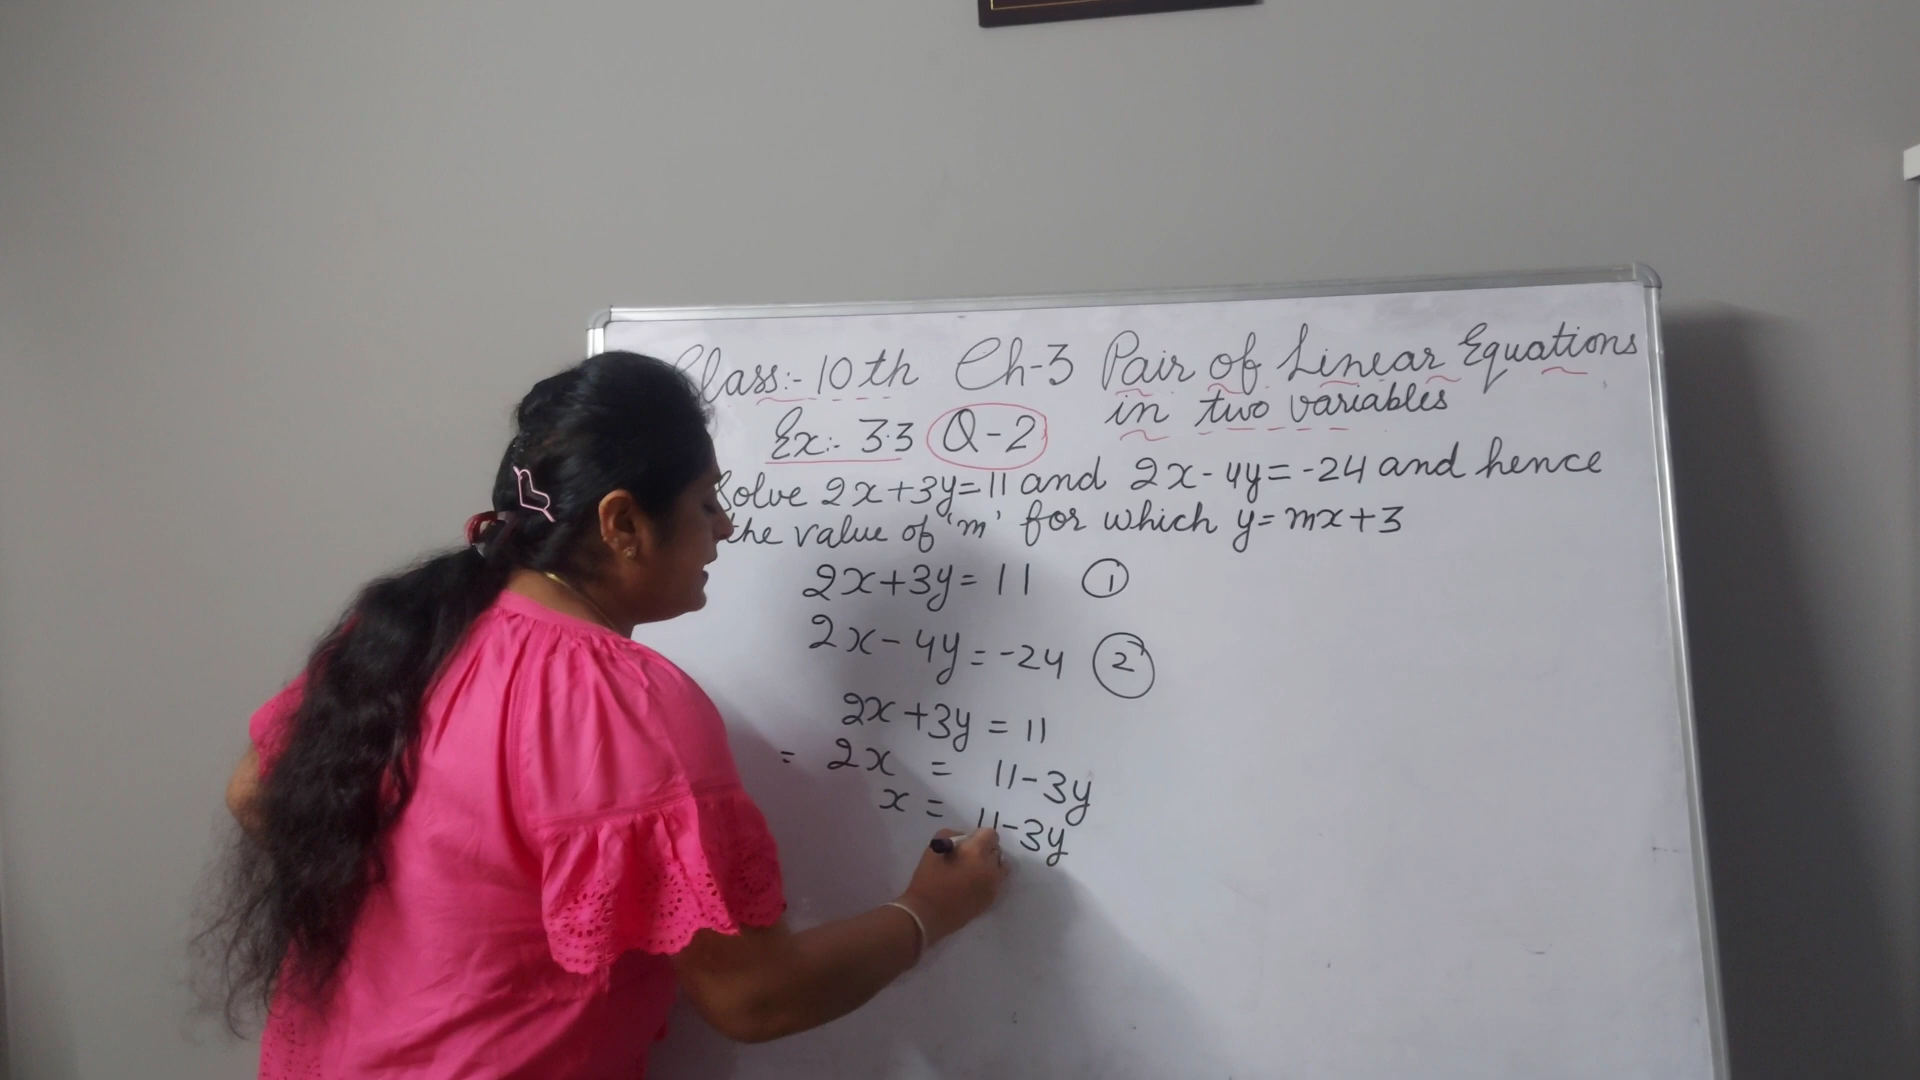 Class:- 10th Ch-3 Pair of Linear Equations
in two variables
Ex:- 3.3 Q-2
Solve 2x+3y=11 and 2x-4y=-24 and hence
the value of 'm' for which y=mx+3
2x+3y=11 1
2x-4y=-24 2
2x+3y=11
= 2x = 11-3y
x = 11-3y